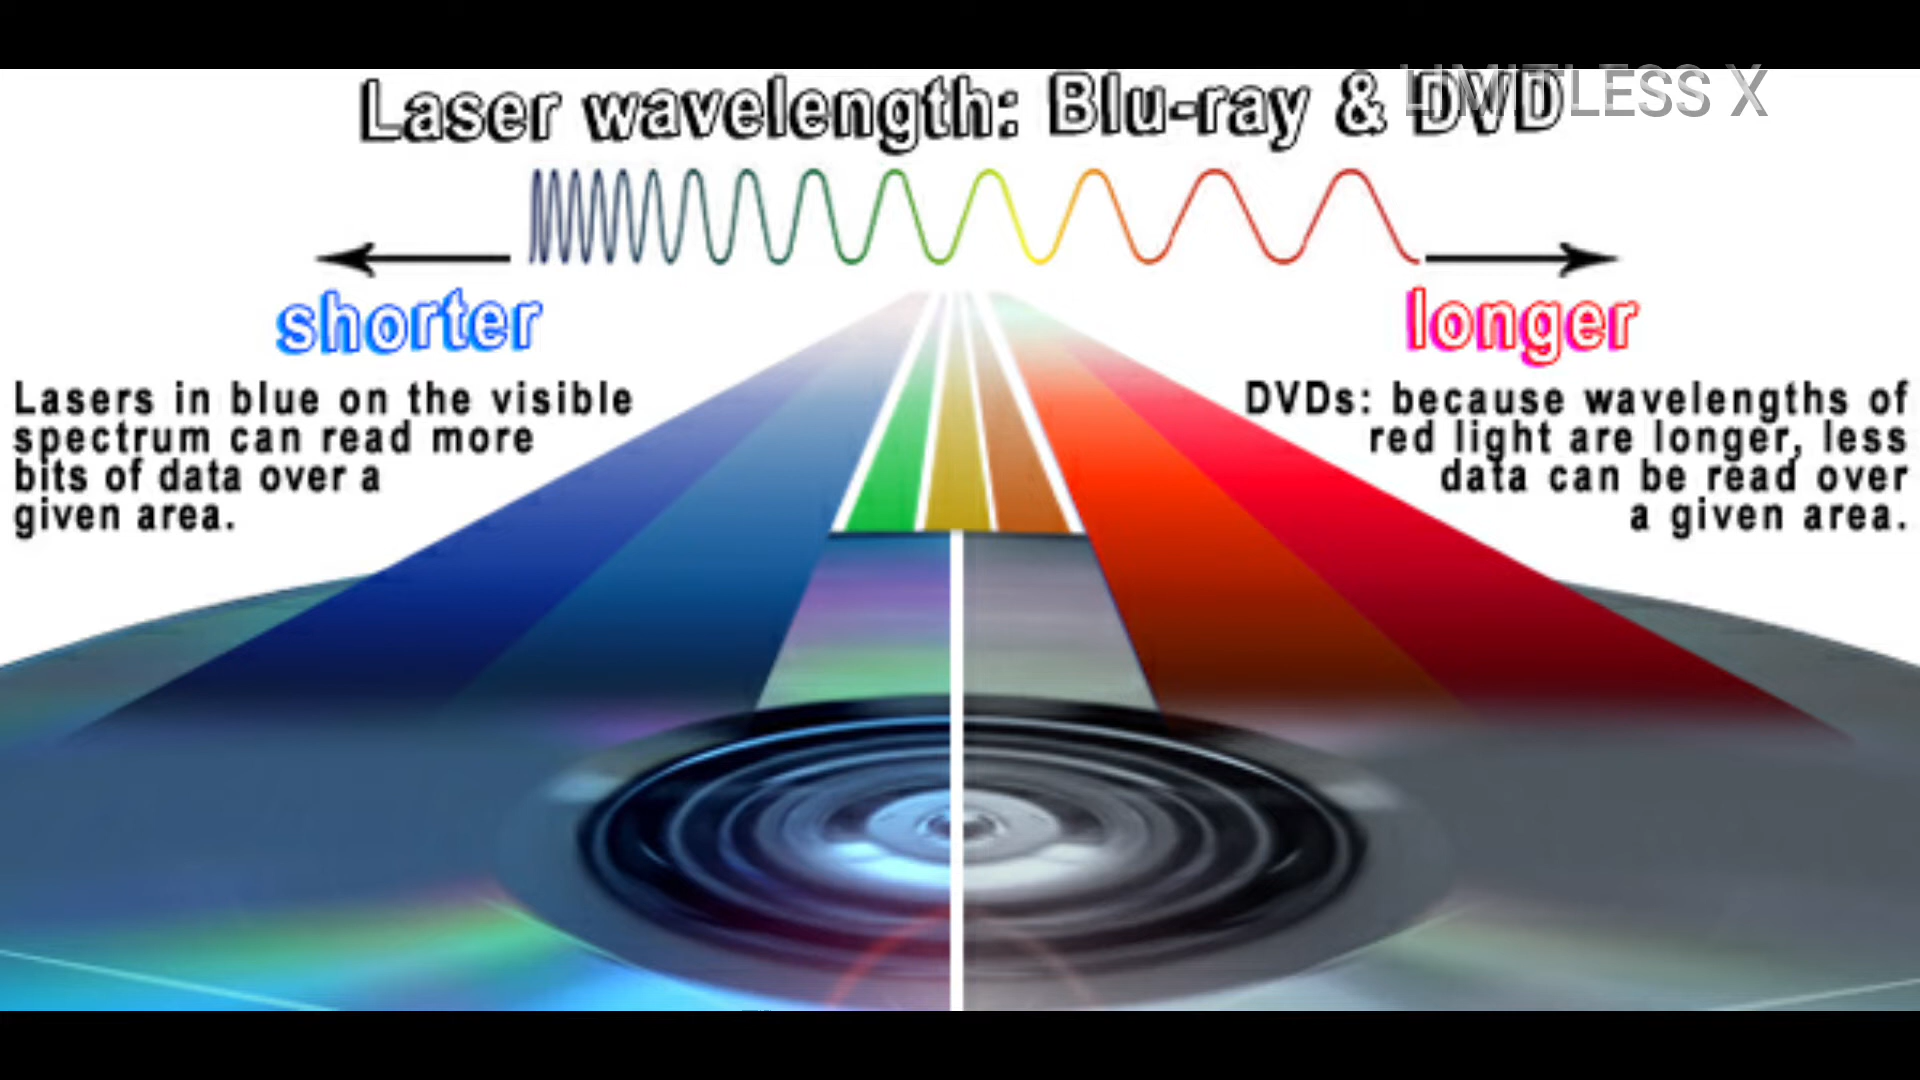 LIMITLESS X
Laser wavelength: Blu-ray & DVD
shorter
longer
Lasers in blue on the visible
spectrum can read more
bits of data over a
given area.
DVDs: because wavelengths of
red light are longer, less
data can be read over
a given area.